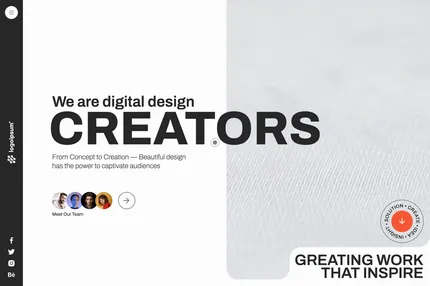 logoipsum®
We are digital design
CREATORS
From Concept to Creation — Beautiful design
has the power to captivate audiences
Meet Our Team
SOLUTION • CREATE • IDEA • INSIGHT •
GREATING WORK
THAT INSPIRE
Bē